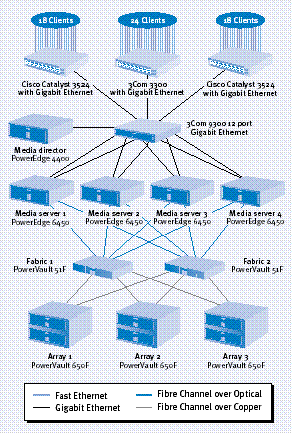 18 Clients 24 Clients 18 Clients
Cisco Catalyst 3524 3Com 3300 Cisco Catalyst 3524
with Gigabit Ethernet with Gigabit Ethernet with Gigabit Ethernet
3Com 9300 12 port
Gigabit Ethernet
Media director
PowerEdge 4400
Media server 1 Media server 2 Media server 3 Media server 4
PowerEdge 6450 PowerEdge 6450 PowerEdge 6450 PowerEdge 6450
Fabric 1 Fabric 2
PowerVault 51F PowerVault 51F
Array 1 Array 2 Array 3
PowerVault 650F PowerVault 650F PowerVault 650F
Fast Ethernet Fibre Channel over Optical
Gigabit Ethernet Fibre Channel over Copper